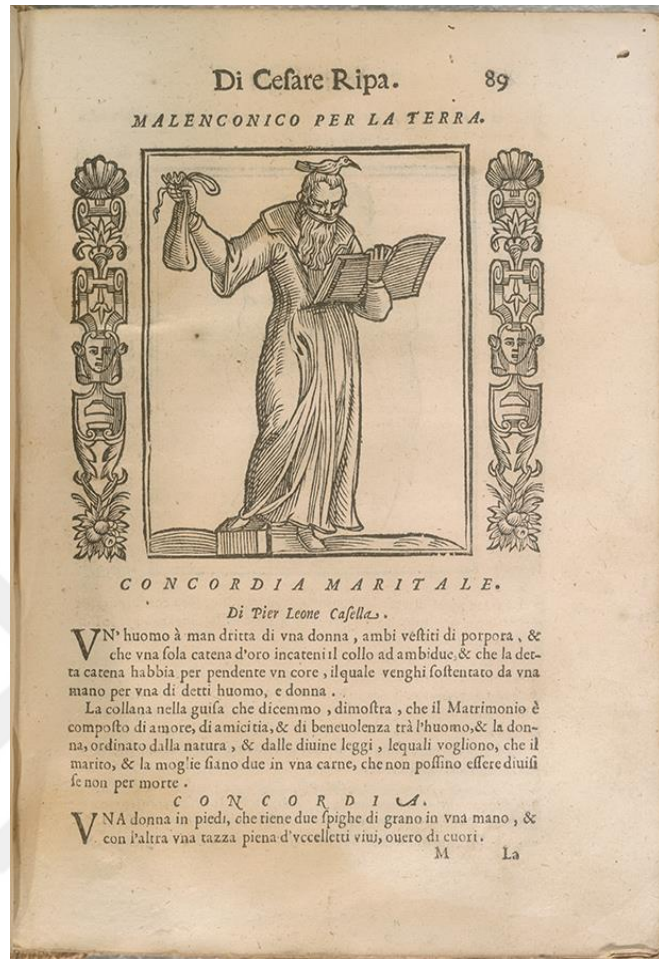 Di Ceſare Ripa. 89
MALENCONICO PER LA TERRA.
CONCORDIA MARITALE.
Di Pier Leone Caſella.
VN' huomo à man dritta di vna donna, ambi veſtiti di porpora, &
che vna ſola catena d'oro incateni il collo ad ambidue, & che la det-
ta catena habbia per pendente vn core, ilquale venghi ſoſtentato da vna
mano per vna di detti huomo, e donna.
La collana nella guiſa che dicemmo, dimoſtra, che il Matrimonio è
compoſto di amore, di amicitia, & di beneuolenza trà l'huomo, & la don-
na, ordinato dalla natura, & dalle diuine leggi, lequali vogliono, che il
marito, & la moglie ſiano due in vna carne, che non poſſino eſſere diuiſi
ſe non per morte.
CONCORDIA.
VNA donna in piedi, che tiene due ſpighe di grano in vna mano, &
con l'altra vna tazza piena d'vccelletti viui, ouero di cuori.
M La